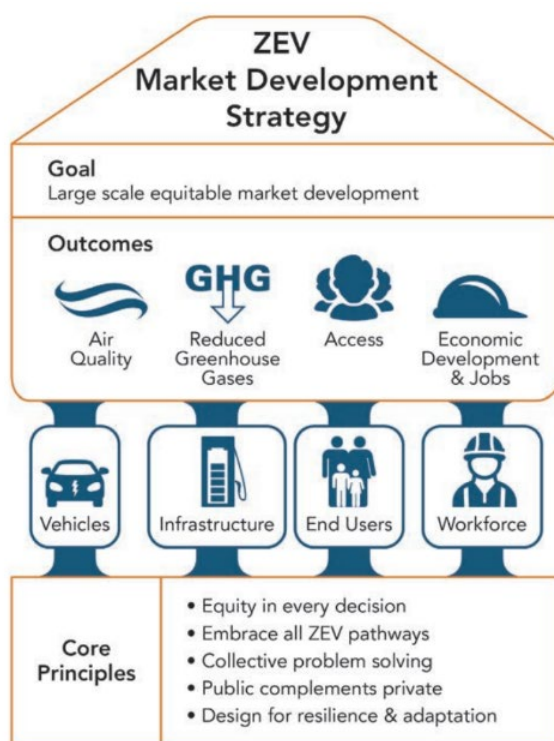 ZEV
Market Development
Strategy
Goal
Large scale equitable market development
Outcomes
Air
Quality
GHG
Reduced
Greenhouse
Gases
Access
Economic
Development
& Jobs
Vehicles
Infrastructure
End Users
Workforce
Core
Principles
• Equity in every decision
• Embrace all ZEV pathways
• Collective problem solving
• Public complements private
• Design for resilience & adaptation